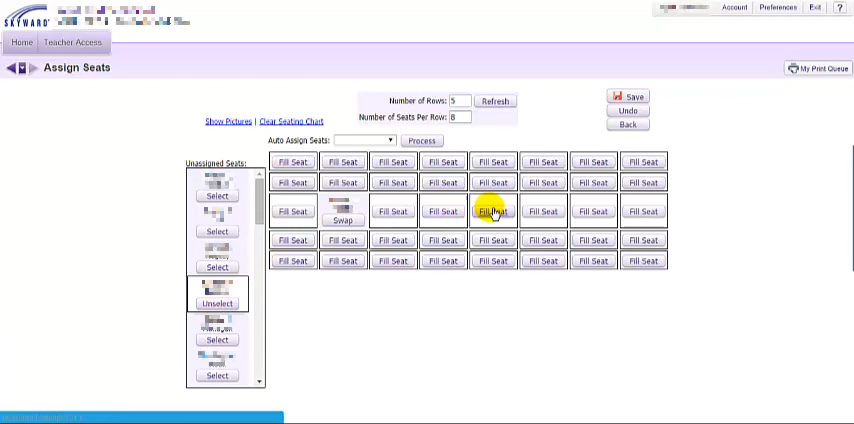 SKYWARD
Account Preferences Exit ?
Home Teacher Access
Assign Seats
My Print Queue
Number of Rows: 5 Refresh
Save
Number of Seats Per Row: 8
Undo
Show Pictures | Clear Seating Chart
Back
Auto Assign Seats: Process
Unassigned Seats:
Fill Seat Fill Seat Fill Seat Fill Seat Fill Seat Fill Seat Fill Seat Fill Seat
Fill Seat Fill Seat Fill Seat Fill Seat Fill Seat Fill Seat Fill Seat Fill Seat
Select
Fill Seat Fill Seat Fill Seat Fill Seat Fill Seat Fill Seat Fill Seat
Swap
Select
Fill Seat Fill Seat Fill Seat Fill Seat Fill Seat Fill Seat Fill Seat Fill Seat
Fill Seat Fill Seat Fill Seat Fill Seat Fill Seat Fill Seat Fill Seat Fill Seat
Select
Unselect
Select
Select